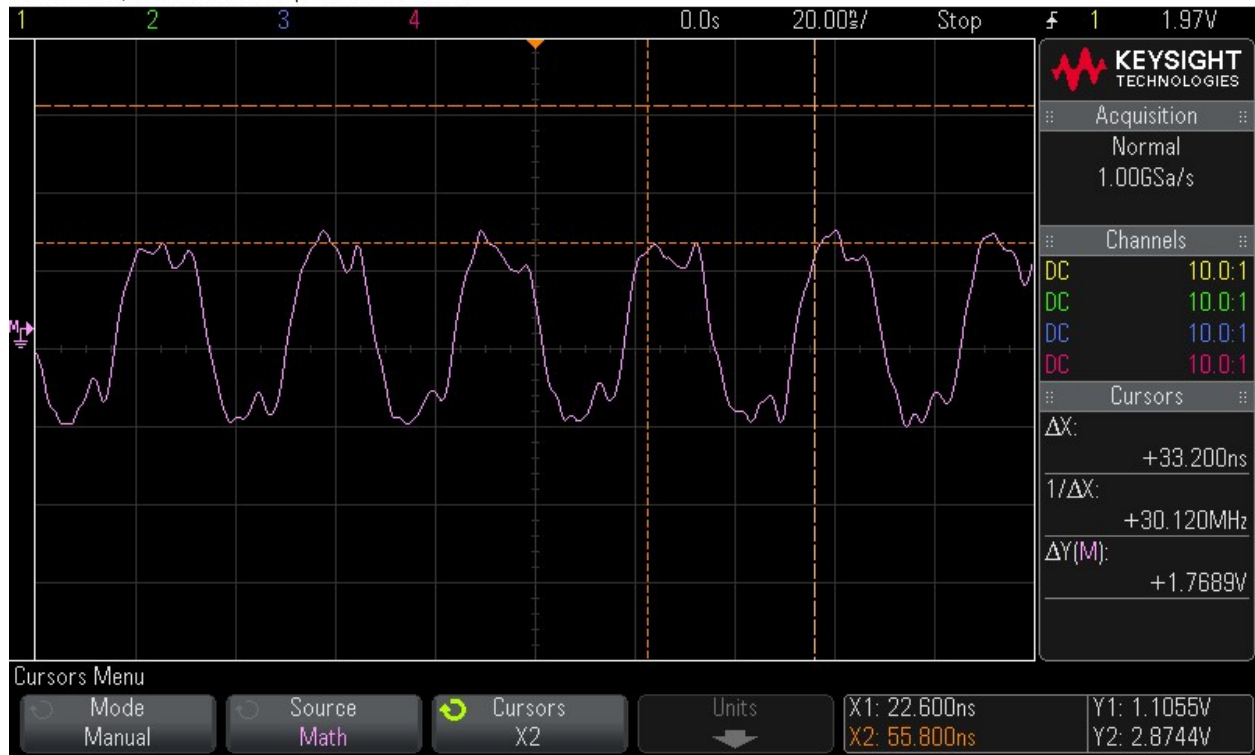 1 2 3 4 0.0s 20.00ns/ Stop 1 1.97V
KEYSIGHT
TECHNOLOGIES
Acquisition
Normal
1.00GSa/s
Channels
DC 10.0:1
DC 10.0:1
DC 10.0:1
DC 10.0:1
Cursors
ΔX:
+33.200ns
1/ΔX:
+30.120MHz
ΔY(M):
+1.7689V
M
Cursors Menu
Mode
Manual
Source
Math
Cursors
X2
Units
X1: 22.600ns
X2: 55.800ns
Y1: 1.1055V
Y2: 2.8744V